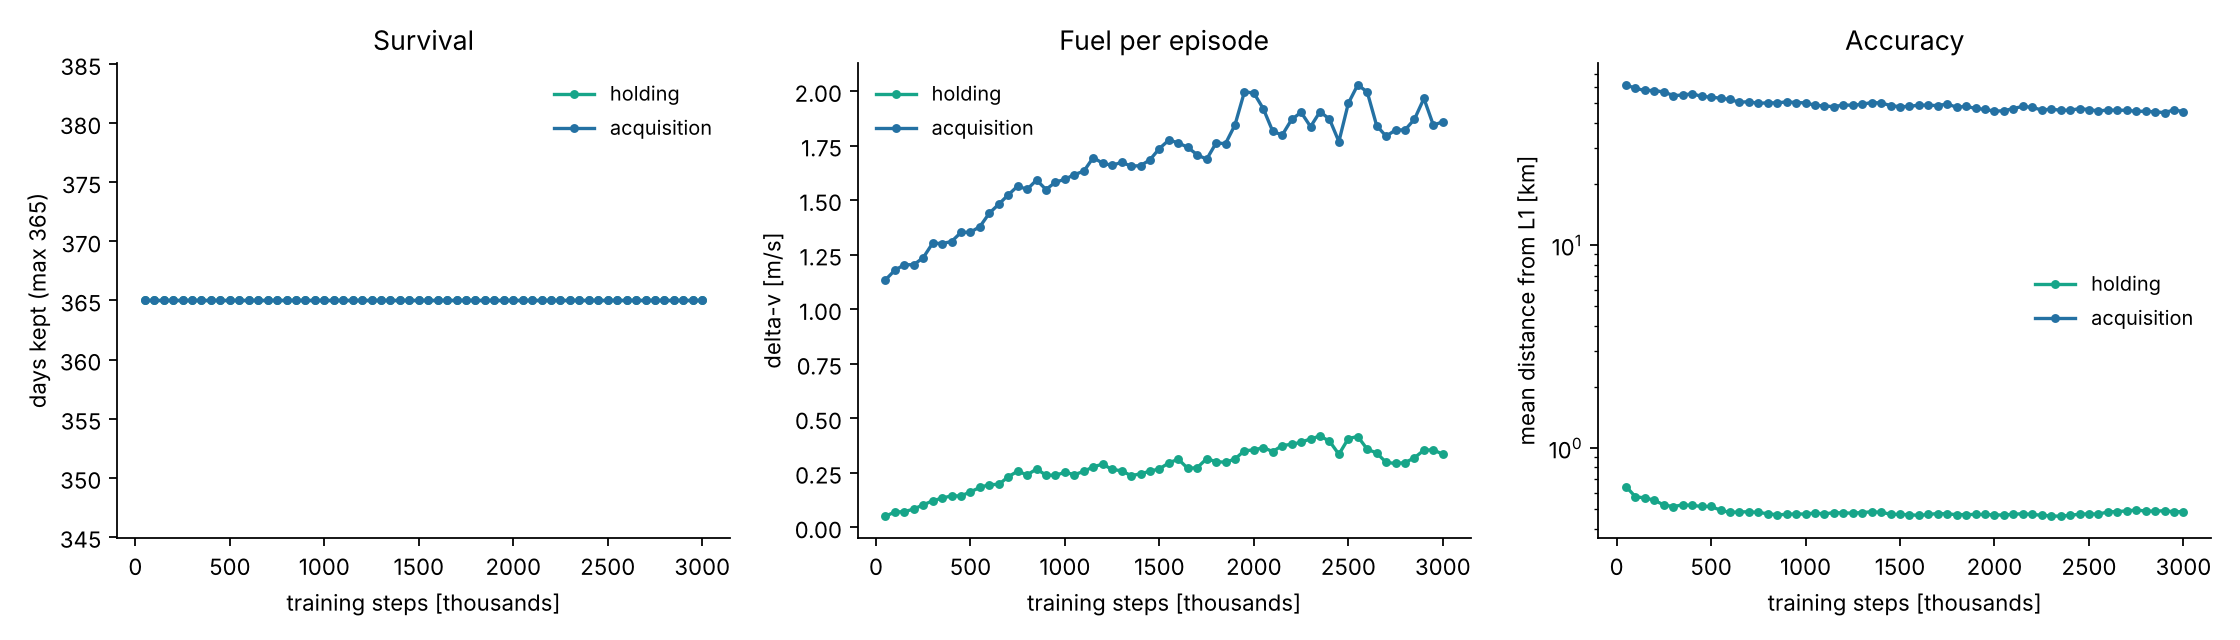 Survival
days kept (max 365)
385
380
375
370
365
360
355
350
345
holding
acquisition
0 500 1000 1500 2000 2500 3000
training steps [thousands]
Fuel per episode
delta-v [m/s]
2.00
1.75
1.50
1.25
1.00
0.75
0.50
0.25
0.00
holding
acquisition
0 500 1000 1500 2000 2500 3000
training steps [thousands]
Accuracy
mean distance from L1 [km]
10¹
10⁰
holding
acquisition
0 500 1000 1500 2000 2500 3000
training steps [thousands]